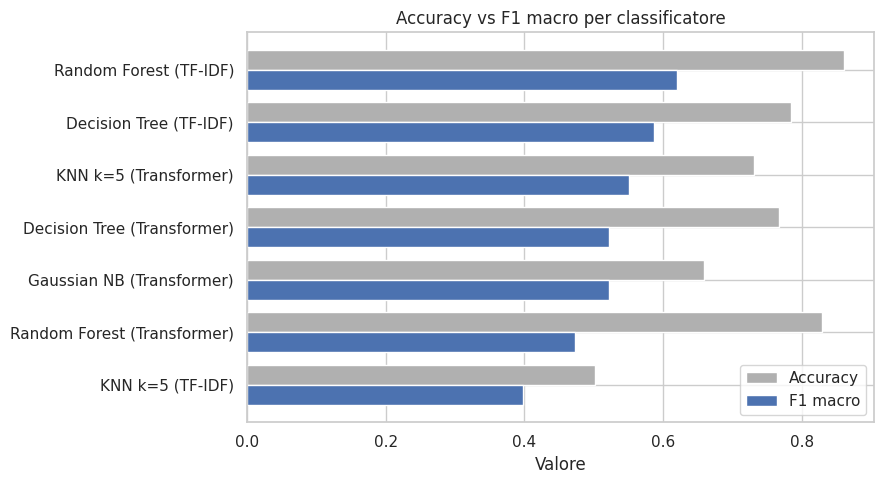 Accuracy vs F1 macro per classificatore
Random Forest (TF-IDF)
Decision Tree (TF-IDF)
KNN k=5 (Transformer)
Decision Tree (Transformer)
Gaussian NB (Transformer)
Random Forest (Transformer)
KNN k=5 (TF-IDF)
Accuracy
F1 macro
0.0 0.2 0.4 0.6 0.8
Valore